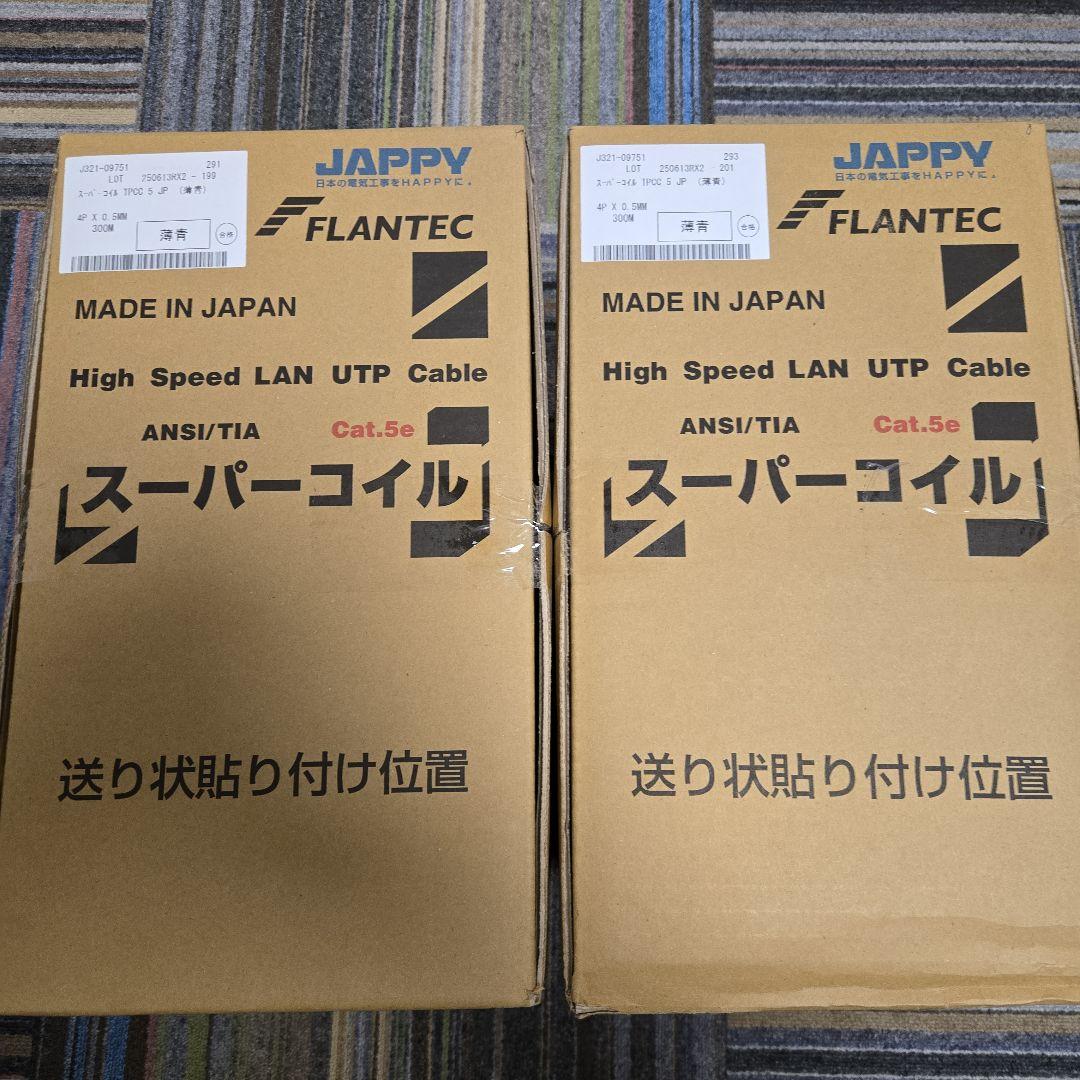 J321-09751 291
LOT 250613RX2 - 199
ｽｰﾊﾟｰｺｲﾙ TPCC 5 JP (薄青)
4P X 0.5MM
300M
薄青
合格
JAPPY
日本の電気工事をHAPPYに。
FLANTEC
MADE IN JAPAN
High Speed LAN UTP Cable
ANSI/TIA Cat.5e
スーパーコイル
送り状貼り付け位置
J321-09751 293
LOT 250613RX2 - 201
ｽｰﾊﾟｰｺｲﾙ TPCC 5 JP (薄青)
4P X 0.5MM
300M
薄青
合格
JAPPY
日本の電気工事をHAPPYに。
FLANTEC
MADE IN JAPAN
High Speed LAN UTP Cable
ANSI/TIA Cat.5e
スーパーコイル
送り状貼り付け位置